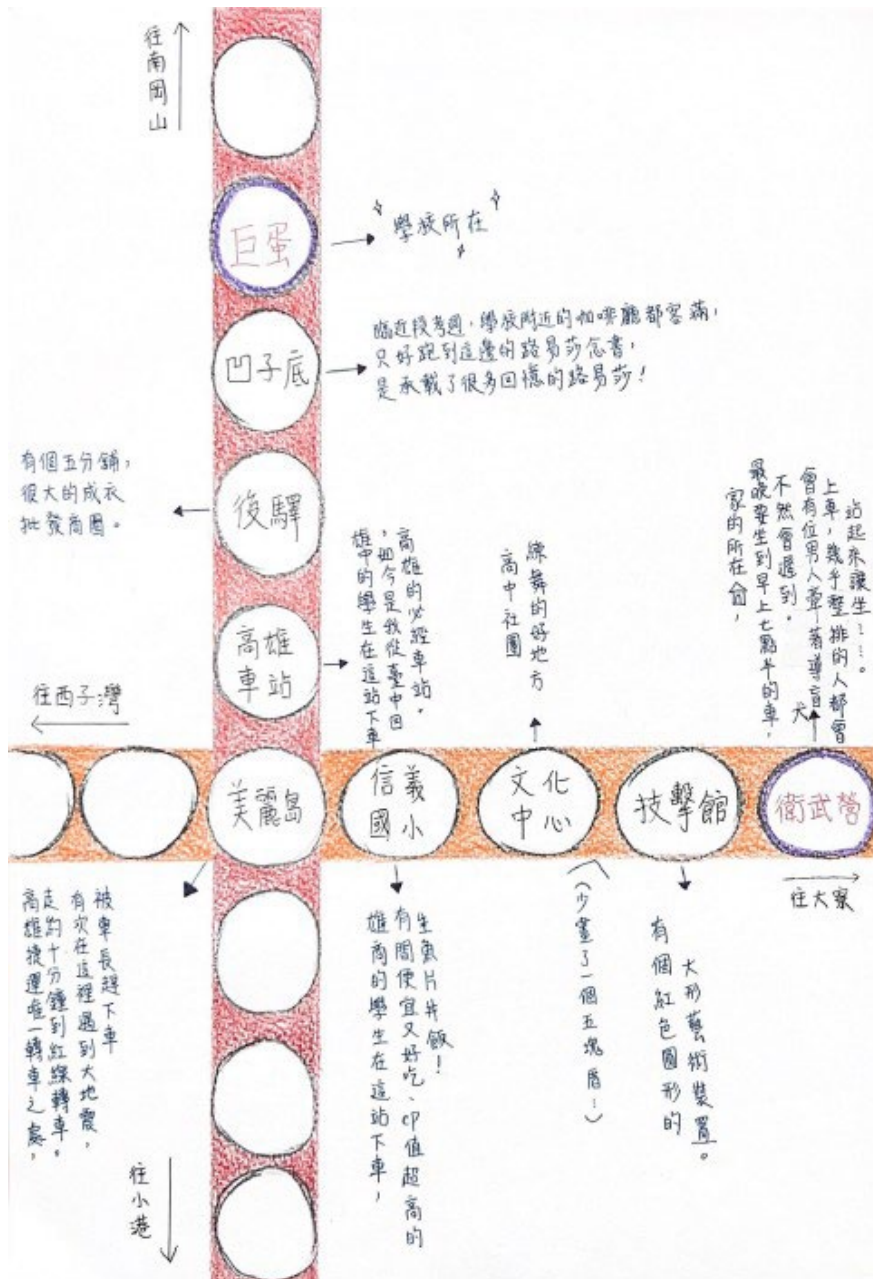 往南岡山
巨蛋
學校所在
凹子底
臨近段考週，學校附近的咖啡廳都客滿，
只好跑到這邊的路易莎念書，
是承載了很多回憶的路易莎！
後驛
有個五分鋪，
很大的成衣
批發商圈。
高雄
車站
雄中的學生在這站下車
，如今是我從臺中回
高雄的必經車站。
往西子灣
美麗島
高雄捷運唯一轉車之處，
走約十分鐘到紅線轉車。
有次在這裡遇到大地震，
被車長趕下車
信義
國小
雄商的學生在這站下車，
有間便宜又好吃、cp值超高的
生魚片丼飯！
文化
中心
高中社團
練舞的好地方
(少畫了一個五塊厝…)
技擊館
有個紅色圓形的
大形藝術裝置。
衛武營
家的所在，
最晚要坐到早上七點半的車，
不然會遲到。
會有位男人牽著導盲犬
上車，幾乎整排的人都會
站起來讓坐……。
往大寮
往小港